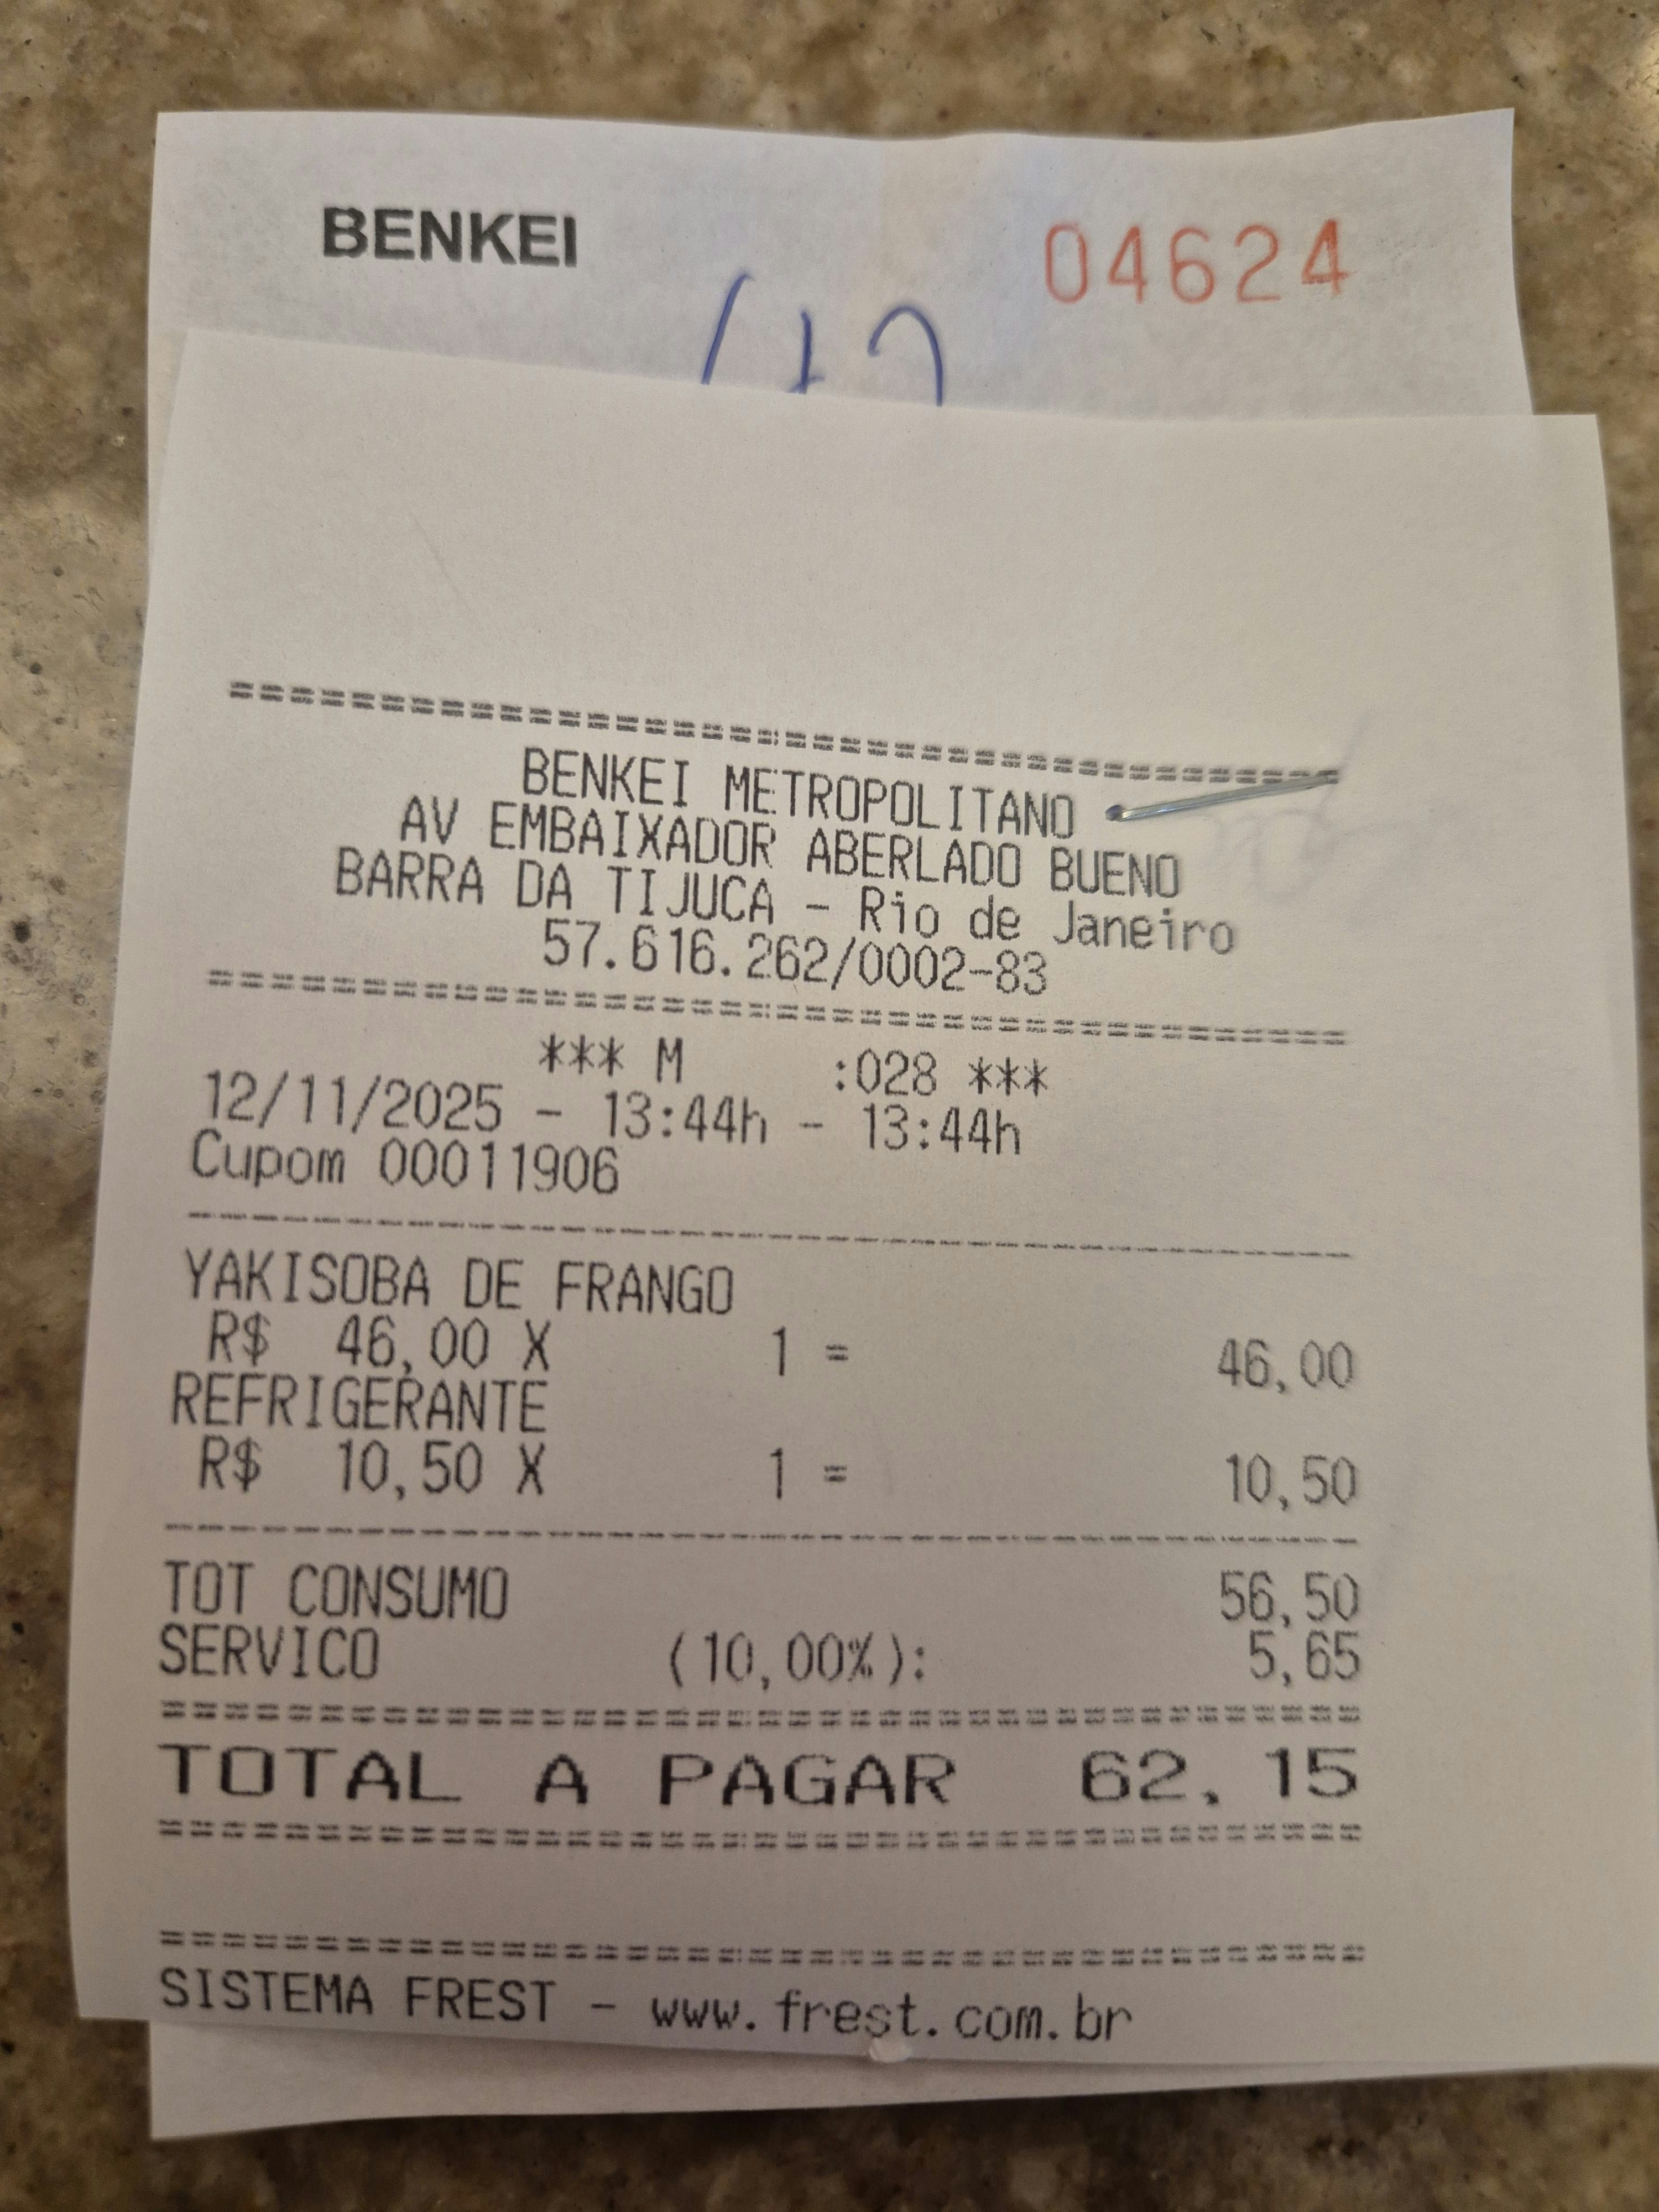 BENKEI 04624
BENKEI METROPOLITANO
AV EMBAIXADOR ABERLADO BUENO
BARRA DA TIJUCA - Rio de Janeiro
57.616.262/0002-83
*** M :028 ***
12/11/2025 - 13:44h - 13:44h
Cupom 00011906
YAKISOBA DE FRANGO
R$ 46,00 X 1 = 46,00
REFRIGERANTE
R$ 10,50 X 1 = 10,50
TOT CONSUMO 56,50
SERVICO (10,00%): 5,65
TOTAL A PAGAR 62,15
SISTEMA FREST - www.frest.com.br